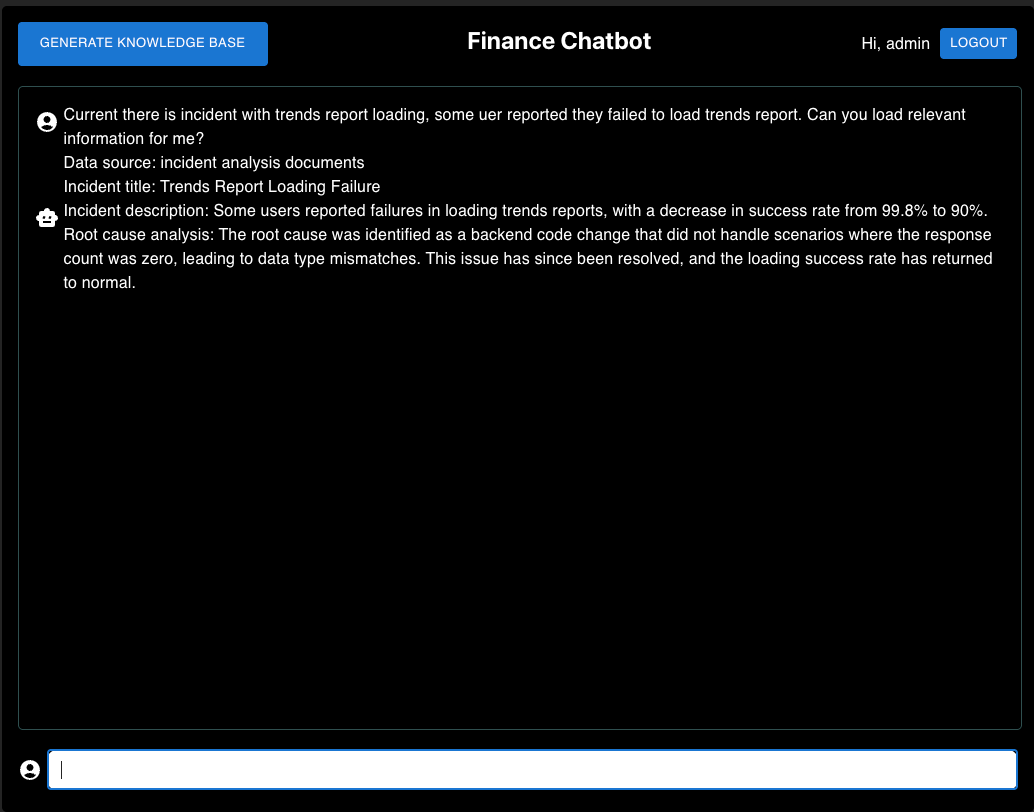 GENERATE KNOWLEDGE BASE
Finance Chatbot
Hi, admin
LOGOUT
Current there is incident with trends report loading, some uer reported they failed to load trends report. Can you load relevant
information for me?
Data source: incident analysis documents
Incident title: Trends Report Loading Failure
Incident description: Some users reported failures in loading trends reports, with a decrease in success rate from 99.8% to 90%.
Root cause analysis: The root cause was identified as a backend code change that did not handle scenarios where the response
count was zero, leading to data type mismatches. This issue has since been resolved, and the loading success rate has returned
to normal.